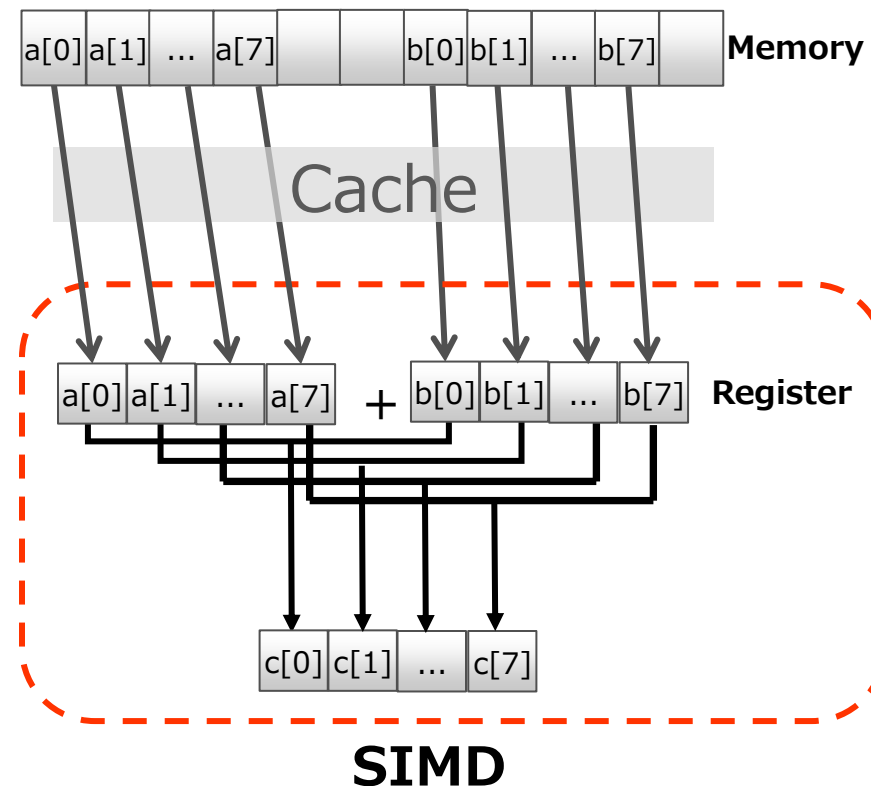 a[0] a[1] ... a[7] b[0] b[1] ... b[7] Memory
Cache
a[0] a[1] ... a[7] + b[0] b[1] ... b[7] Register
c[0] c[1] ... c[7]
SIMD